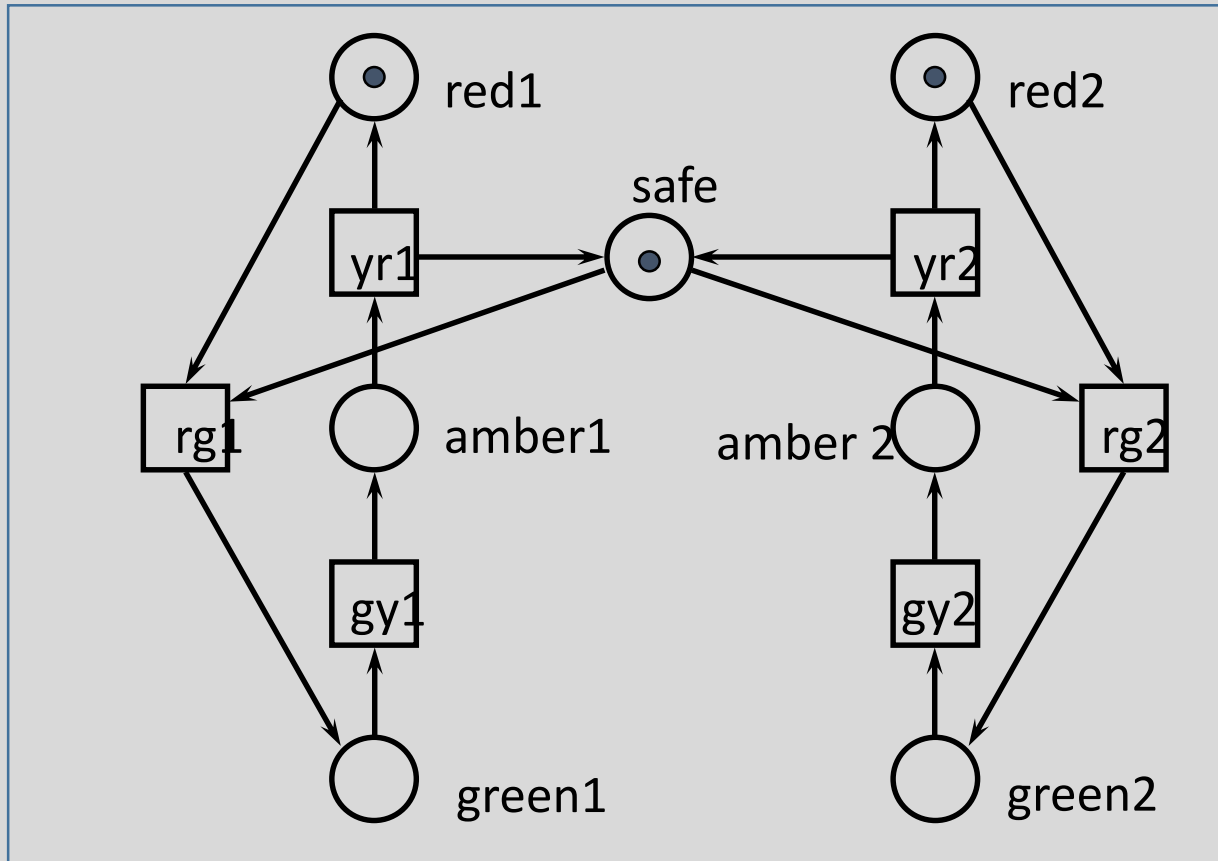 red1
red2
safe
yr1
yr2
rg1
amber1
amber 2
rg2
gy1
gy2
green1
green2